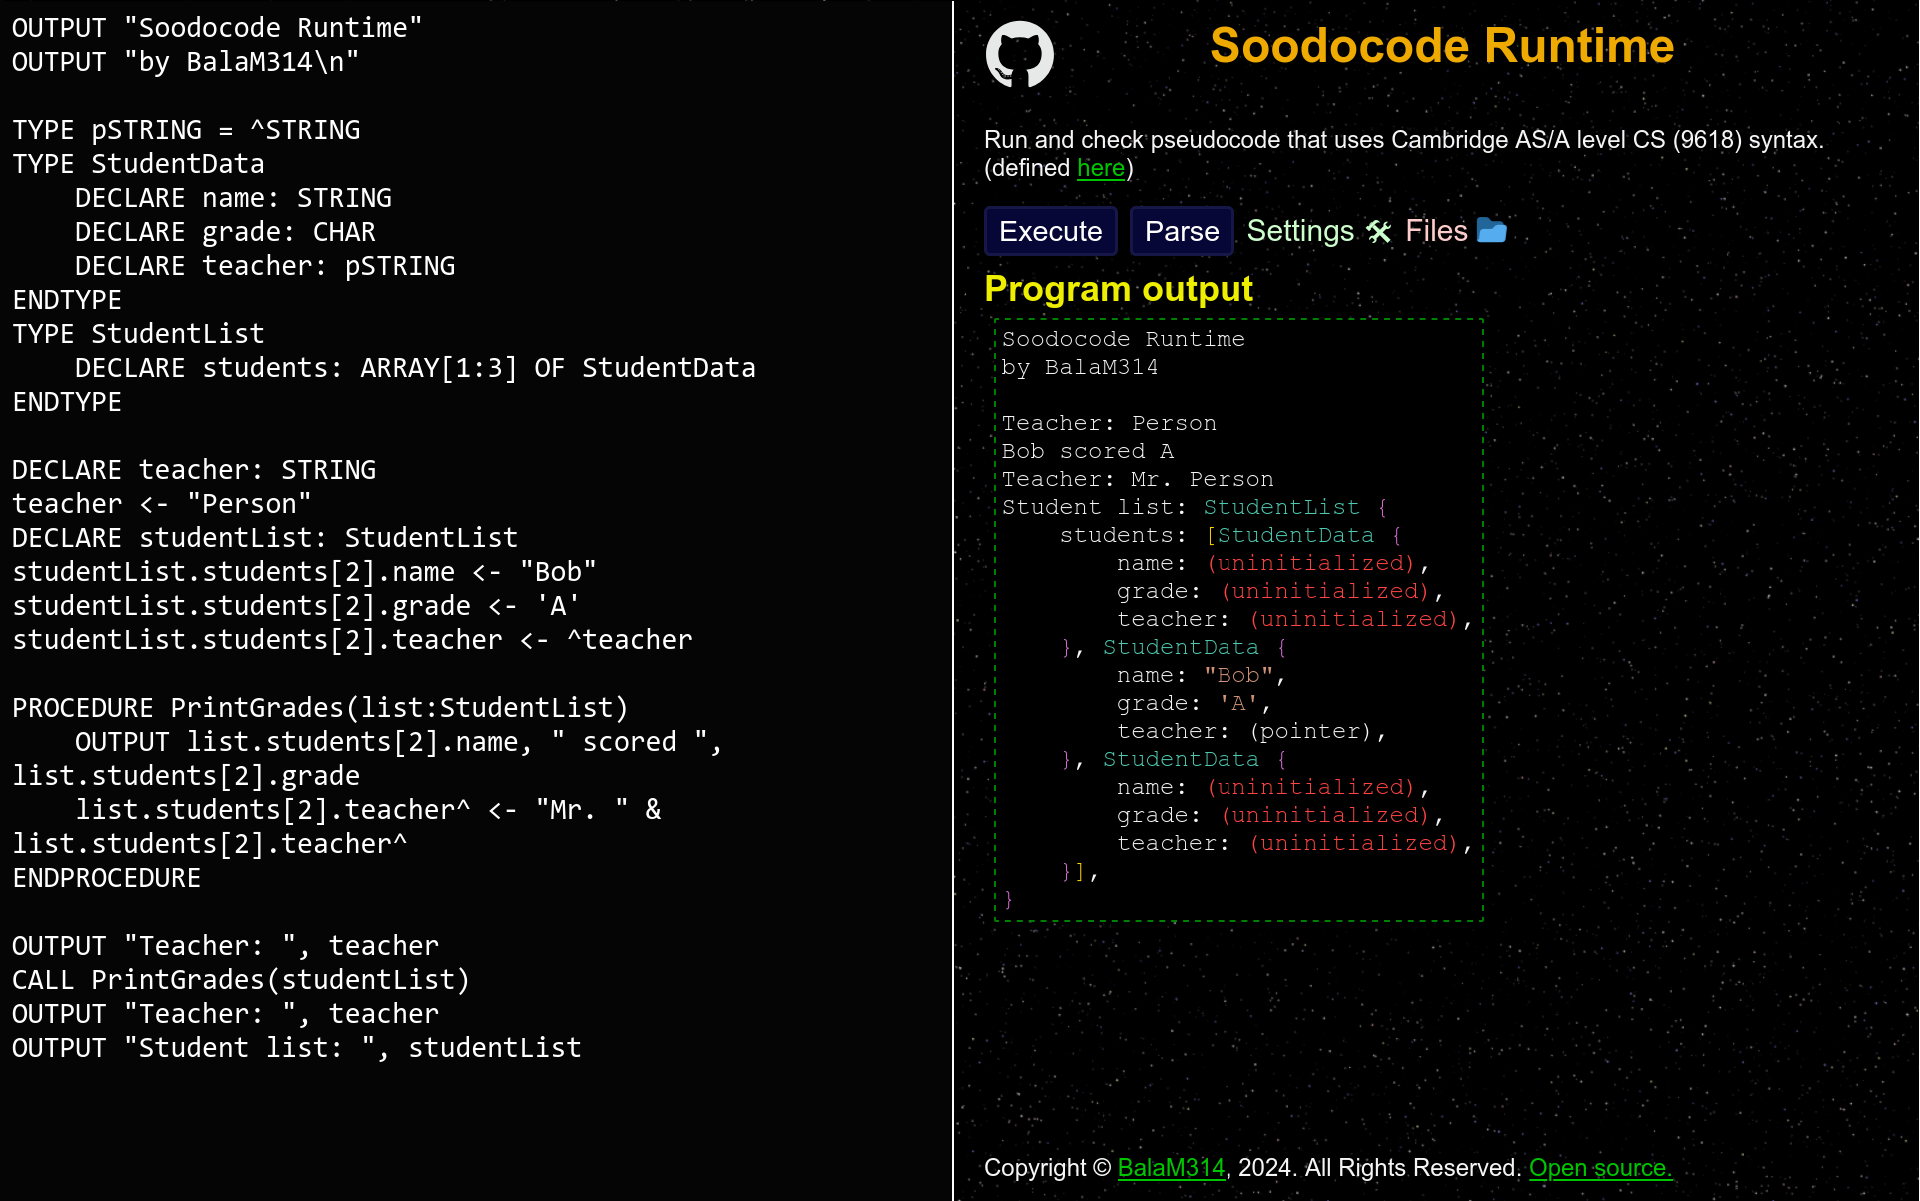 OUTPUT "Soodocode Runtime"
OUTPUT "by BalaM314\n"

TYPE pSTRING = ^STRING
TYPE StudentData
    DECLARE name: STRING
    DECLARE grade: CHAR
    DECLARE teacher: pSTRING
ENDTYPE
TYPE StudentList
    DECLARE students: ARRAY[1:3] OF StudentData
ENDTYPE

DECLARE teacher: STRING
teacher <- "Person"
DECLARE studentList: StudentList
studentList.students[2].name <- "Bob"
studentList.students[2].grade <- 'A'
studentList.students[2].teacher <- ^teacher

PROCEDURE PrintGrades(list:StudentList)
    OUTPUT list.students[2].name, " scored ",
list.students[2].grade
    list.students[2].teacher^ <- "Mr. " &
list.students[2].teacher^
ENDPROCEDURE

OUTPUT "Teacher: ", teacher
CALL PrintGrades(studentList)
OUTPUT "Teacher: ", teacher
OUTPUT "Student list: ", studentList

Soodocode Runtime
Run and check pseudocode that uses Cambridge AS/A level CS (9618) syntax.
(defined here)
Execute Parse Settings 🛠 Files 📂
Program output
Soodocode Runtime
by BalaM314

Teacher: Person
Bob scored A
Teacher: Mr. Person
Student list: StudentList {
    students: [StudentData {
        name: (uninitialized),
        grade: (uninitialized),
        teacher: (uninitialized),
    }, StudentData {
        name: "Bob",
        grade: 'A',
        teacher: (pointer),
    }, StudentData {
        name: (uninitialized),
        grade: (uninitialized),
        teacher: (uninitialized),
    }],
}
Copyright © BalaM314, 2024. All Rights Reserved. Open source.